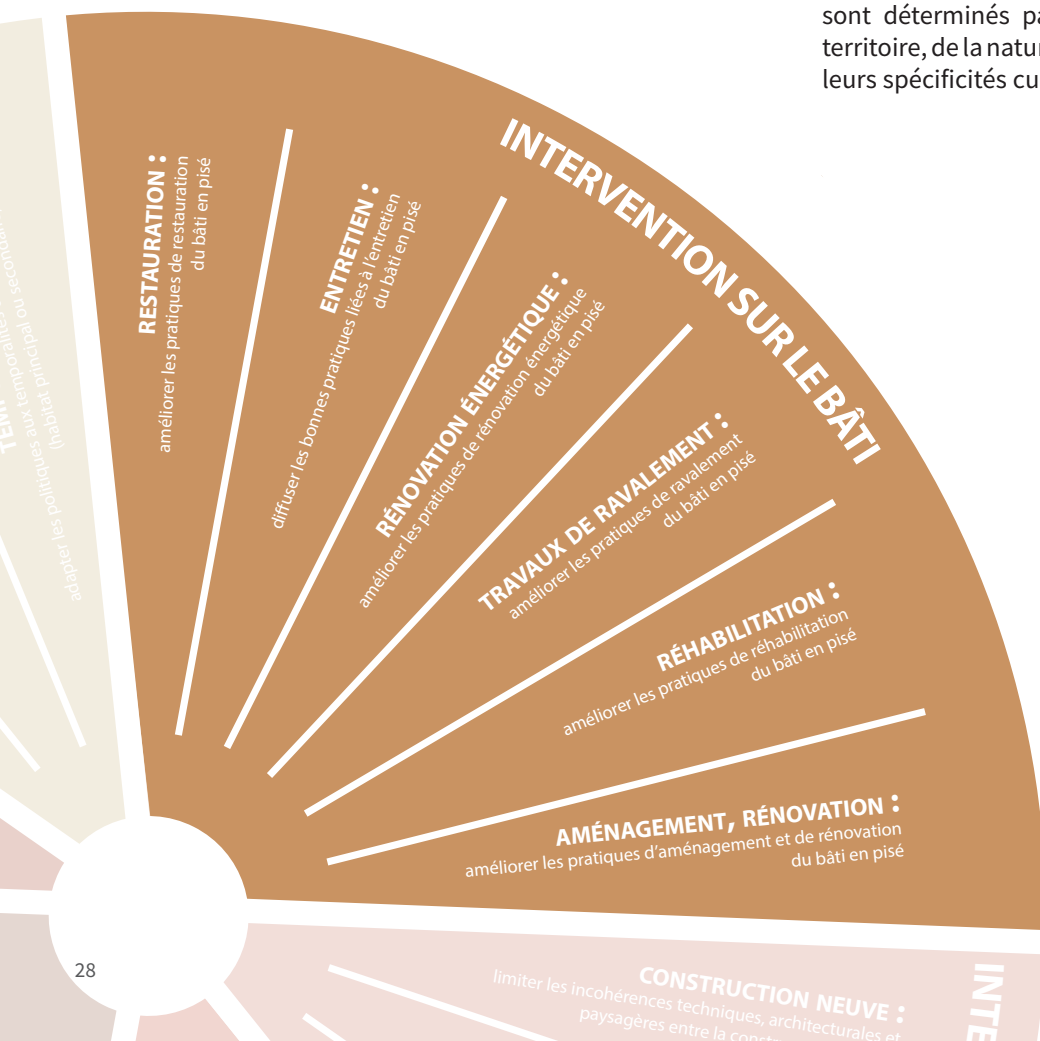 sont déterminés pa
territoire, de la natur
leurs spécificités cu
INTERVENTION SUR LE BÂTI
RESTAURATION :
améliorer les pratiques de restauration
du bâti en pisé
ENTRETIEN :
diffuser les bonnes pratiques liées à l'entretien
du bâti en pisé
RÉNOVATION ÉNERGÉTIQUE :
améliorer les pratiques de rénovation énergétique
du bâti en pisé
TRAVAUX DE RAVALEMENT :
améliorer les pratiques de ravalement
du bâti en pisé
RÉHABILITATION :
améliorer les pratiques de réhabilitation
du bâti en pisé
AMÉNAGEMENT, RÉNOVATION :
améliorer les pratiques d'aménagement et de rénovation
du bâti en pisé
TEMP
adapter les politiques aux temporalités
(habitat principal ou secondair
CONSTRUCTION NEUVE :
limiter les incohérences techniques, architecturales et
paysagères entre la const
INTE
28